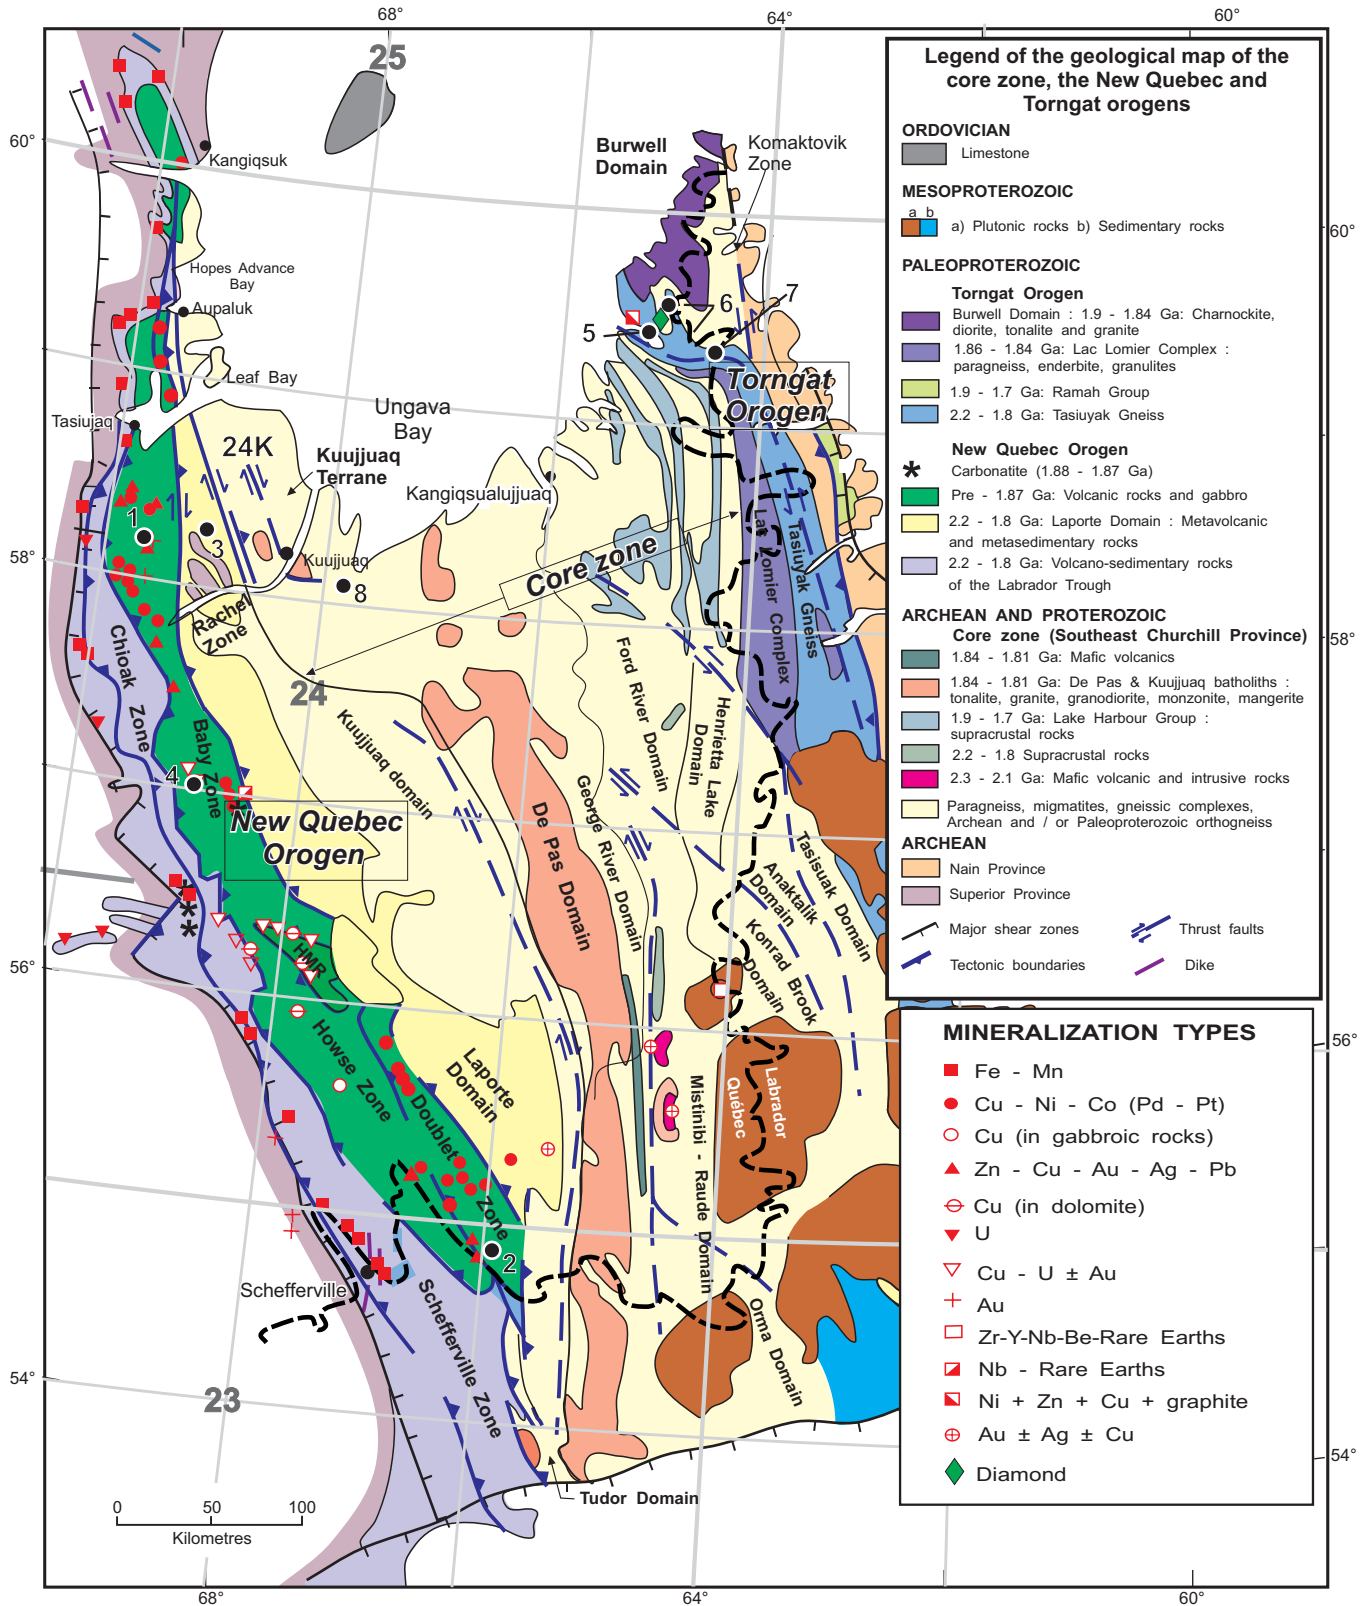 68°
64°
60°
25
60°
60°
58°
58°
56°
56°
54°
54°
68°
64°
60°
Kangiqsuk
Hopes Advance
Bay
Aupaluk
Leaf Bay
Tasiujaq
24K
Ungava
Bay
Kuujjuaq
Terrane
Kangiqsualujjuaq
Burwell
Domain
Komaktovik
Zone
5
6
7
Torngat
Orogen
1
3
Kuujjuaq
8
Rachel
Zone
Core zone
24
Chioak Zone
Baby Zone
4
New Quebec
Orogen
Kuujjuaq domain
De Pas Domain
George River Domain
Ford River Domain
Henrietta Lake
Domain
Lac Lomier Complex
Tasiuyak Gneiss
Tasisuak Domain
Anaktalik
Domain
Konrad Brook
Domain
HMR
Howse Zone
Laporte
Domain
Doublet Zone
2
Mistinibi - Raude Domain
Québec
Labrador
Orma Domain
Schefferville
Schefferville Zone
23
Tudor Domain
0 50 100
Kilometres
Legend of the geological map of the
core zone, the New Quebec and
Torngat orogens
ORDOVICIAN
Limestone
MESOPROTEROZOIC
a b
a) Plutonic rocks b) Sedimentary rocks
PALEOPROTEROZOIC
Torngat Orogen
Burwell Domain : 1.9 - 1.84 Ga: Charnockite,
diorite, tonalite and granite
1.86 - 1.84 Ga: Lac Lomier Complex :
paragneiss, enderbite, granulites
1.9 - 1.7 Ga: Ramah Group
2.2 - 1.8 Ga: Tasiuyak Gneiss
New Quebec Orogen
* Carbonatite (1.88 - 1.87 Ga)
Pre - 1.87 Ga: Volcanic rocks and gabbro
2.2 - 1.8 Ga: Laporte Domain : Metavolcanic
and metasedimentary rocks
2.2 - 1.8 Ga: Volcano-sedimentary rocks
of the Labrador Trough
ARCHEAN AND PROTEROZOIC
Core zone (Southeast Churchill Province)
1.84 - 1.81 Ga: Mafic volcanics
1.84 - 1.81 Ga: De Pas & Kuujjuaq batholiths :
tonalite, granite, granodiorite, monzonite, mangerite
1.9 - 1.7 Ga: Lake Harbour Group :
supracrustal rocks
2.2 - 1.8 Supracrustal rocks
2.3 - 2.1 Ga: Mafic volcanic and intrusive rocks
Paragneiss, migmatites, gneissic complexes,
Archean and / or Paleoproterozoic orthogneiss
ARCHEAN
Nain Province
Superior Province
Major shear zones
Thrust faults
Tectonic boundaries
Dike
MINERALIZATION TYPES
Fe - Mn
Cu - Ni - Co (Pd - Pt)
Cu (in gabbroic rocks)
Zn - Cu - Au - Ag - Pb
Cu (in dolomite)
U
Cu - U ± Au
Au
Zr-Y-Nb-Be-Rare Earths
Nb - Rare Earths
Ni + Zn + Cu + graphite
Au ± Ag ± Cu
Diamond